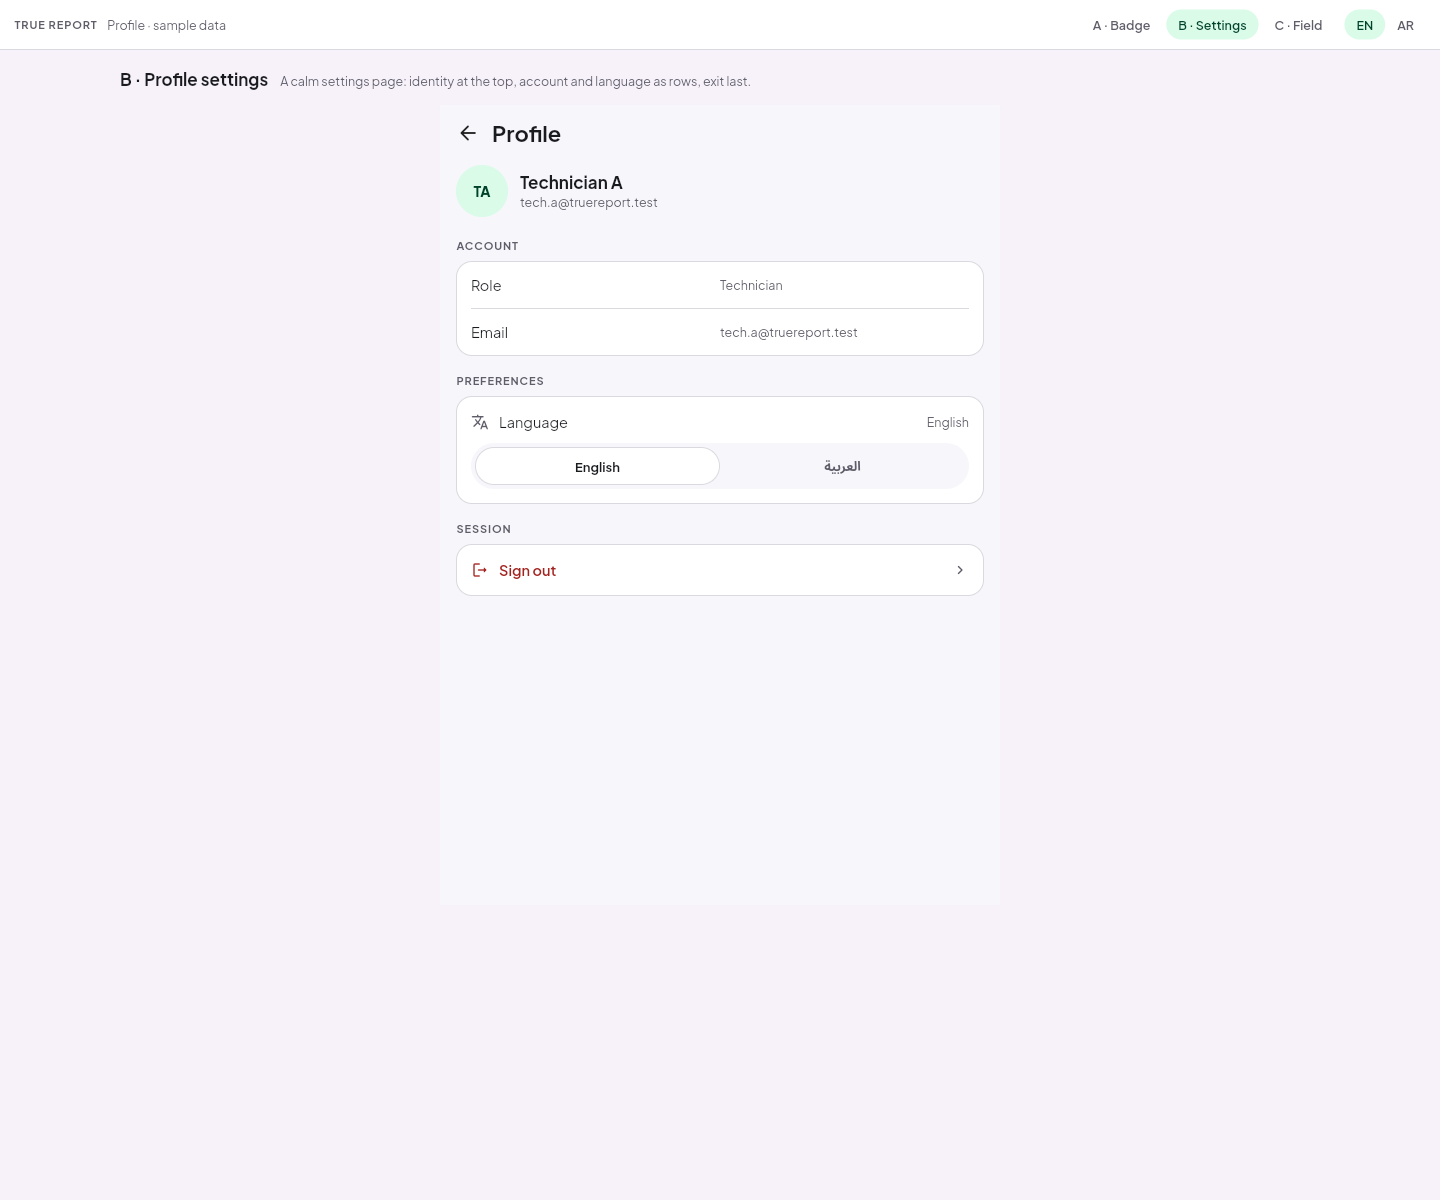 TRUE REPORT Profile · sample data A · Badge B · Settings C · Field EN AR
B · Profile settings A calm settings page: identity at the top, account and language as rows, exit last.
Profile
TA
Technician A
tech.a@truereport.test
ACCOUNT
Role Technician
Email tech.a@truereport.test
PREFERENCES
Language English
English العربية
SESSION
Sign out